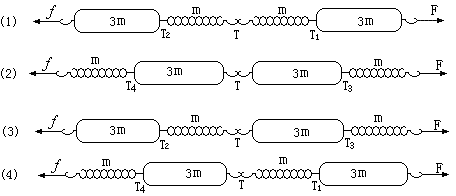 f m m F
(1) 3m 3m
T2 T T1
f m m F
(2) 3m 3m
T4 T T3
f m m F
(3) 3m 3m
T2 T3
f m m F
(4) 3m 3m
T4 T T1